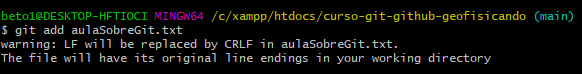 beto1@DESKTOP-HFTIOCI MINGW64 /c/xampp/htdocs/curso-git-github-geofisicando (main)
$ git add aulaSobreGit.txt
warning: LF will be replaced by CRLF in aulaSobreGit.txt.
The file will have its original line endings in your working directory